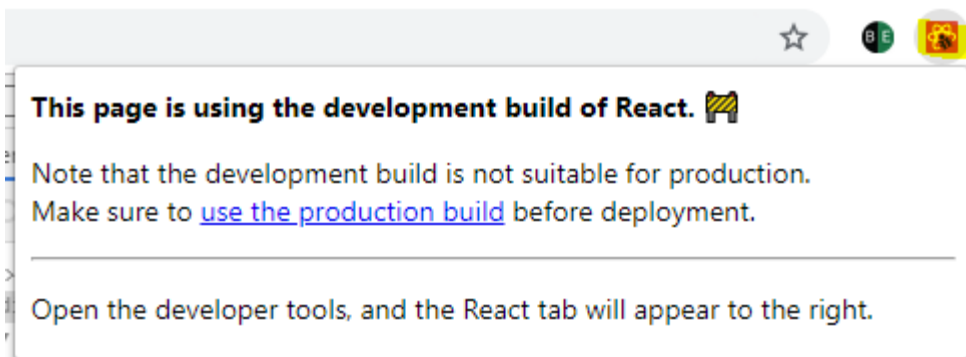 B E
This page is using the development build of React. 🚧
Note that the development build is not suitable for production.
Make sure to use the production build before deployment.
Open the developer tools, and the React tab will appear to the right.